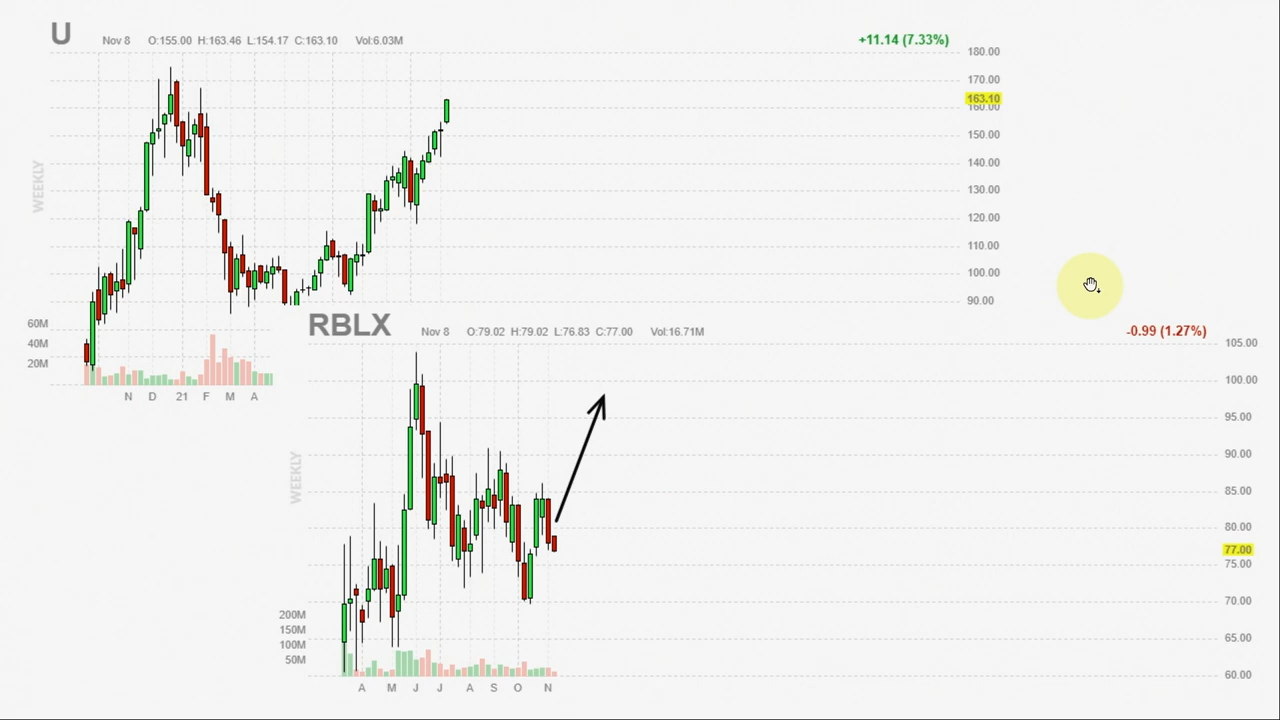 U Nov 8 O:155.00 H:163.46 L:154.17 C:163.10 Vol:6.03M +11.14 (7.33%)
180.00
170.00
163.10
160.00
150.00
140.00
130.00
120.00
110.00
100.00
90.00
WEEKLY
60M
40M
20M
N D 21 F M A
RBLX Nov 8 O:79.02 H:79.02 L:76.83 C:77.00 Vol:16.71M -0.99 (1.27%)
105.00
100.00
95.00
90.00
85.00
80.00
77.00
75.00
70.00
65.00
60.00
WEEKLY
200M
150M
100M
50M
A M J J A S O N